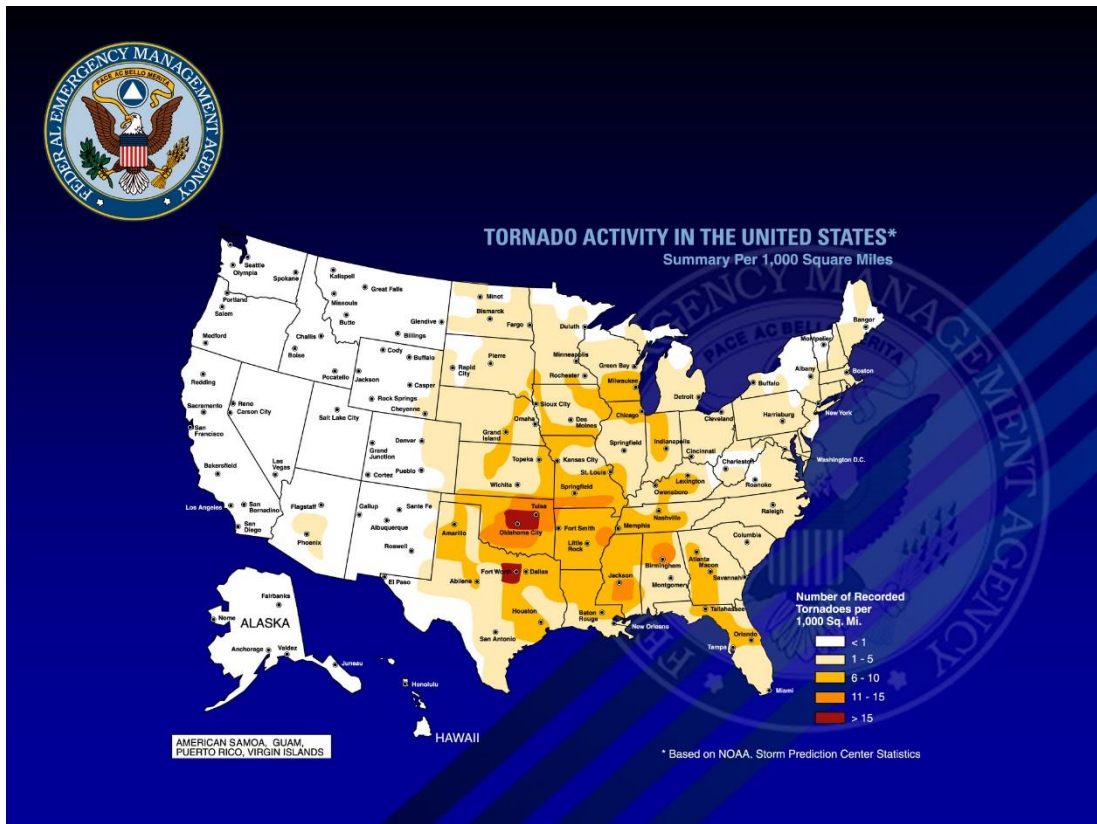 FEDERAL EMERGENCY MANAGEMENT AGENCY
PACE AC BELLO MERITA
TORNADO ACTIVITY IN THE UNITED STATES*
Summary Per 1,000 Square Miles
Seattle
Olympia
Spokane
Portland
Salem
Medford
Kalispell
Great Falls
Missoule
Butte
Glendive
Billings
Challis
Boise
Pocatello
Jackson
Cody
Buffalo
Casper
Rock Springs
Cheyenne
Redding
Reno
Carson City
Sacramento
San
Francisco
Salt Lake City
Bakersfield
Las
Vegas
Los Angeles
San
Bernadino
San
Diego
Denver
Grand
Junction
Pueblo
Cortez
Flagstaff
Phoenix
Gallup
Santa Fe
Albuquerque
Roswell
El Paso
Minot
Bismarck
Fargo
Pierre
Rapid
City
Duluth
Minneapolis
Rochester
Green Bay
Milwaukee
Sioux City
Des
Moines
Omaha
Grand
Island
Topeka
Wichita
Kansas City
St. Louis
Springfield
Chicago
Springfield
Indianapolis
Cincinnati
Detroit
Cleveland
Buffalo
Albany
Montpelier
Bangor
Boston
New York
Harrisburg
Washington D.C.
Charleston
Roanoke
Raleigh
Lexington
Owensboro
Nashville
Memphis
Tulsa
Oklahoma City
Fort Smith
Little
Rock
Amarillo
Fort Worth
Dallas
Abilene
Houston
San Antonio
Jackson
Birmingham
Montgomery
Atlanta
Macon
Columbia
Savannah
Tallahassee
Baton
Rouge
New Orleans
Orlando
Tampa
Miami
Fairbanks
Nome
ALASKA
Anchorage
Valdez
Juneau
Honolulu
HAWAII
AMERICAN SAMOA, GUAM,
PUERTO RICO, VIRGIN ISLANDS
Number of Recorded
Tornadoes per
1,000 Sq. Mi.
< 1
1 - 5
6 - 10
11 - 15
> 15
* Based on NOAA. Storm Prediction Center Statistics